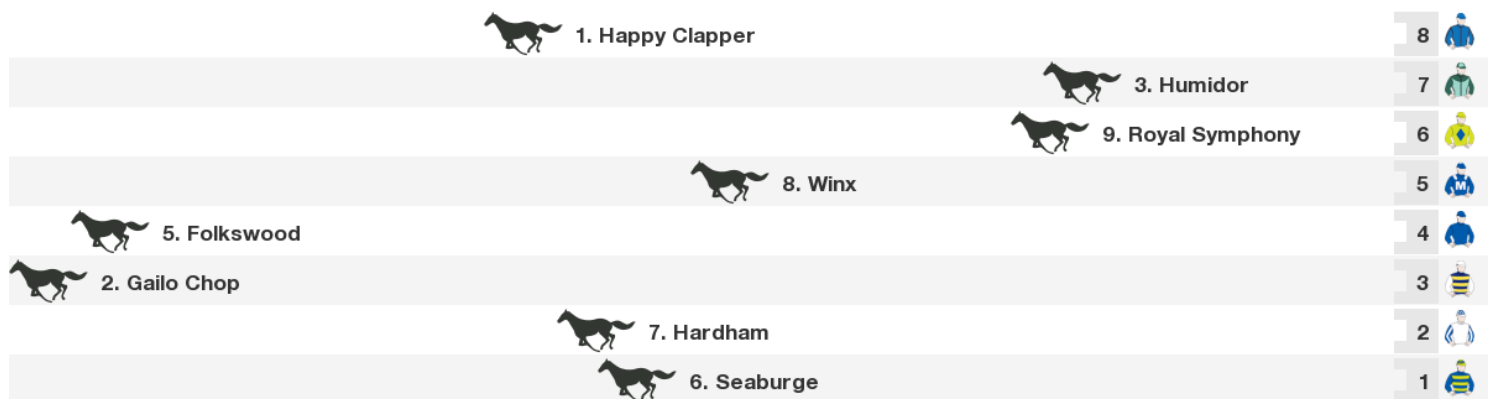 1. Happy Clapper 8
3. Humidor 7
9. Royal Symphony 6
8. Winx 5
M
5. Folkswood 4
2. Gailo Chop 3
7. Hardham 2
6. Seaburge 1